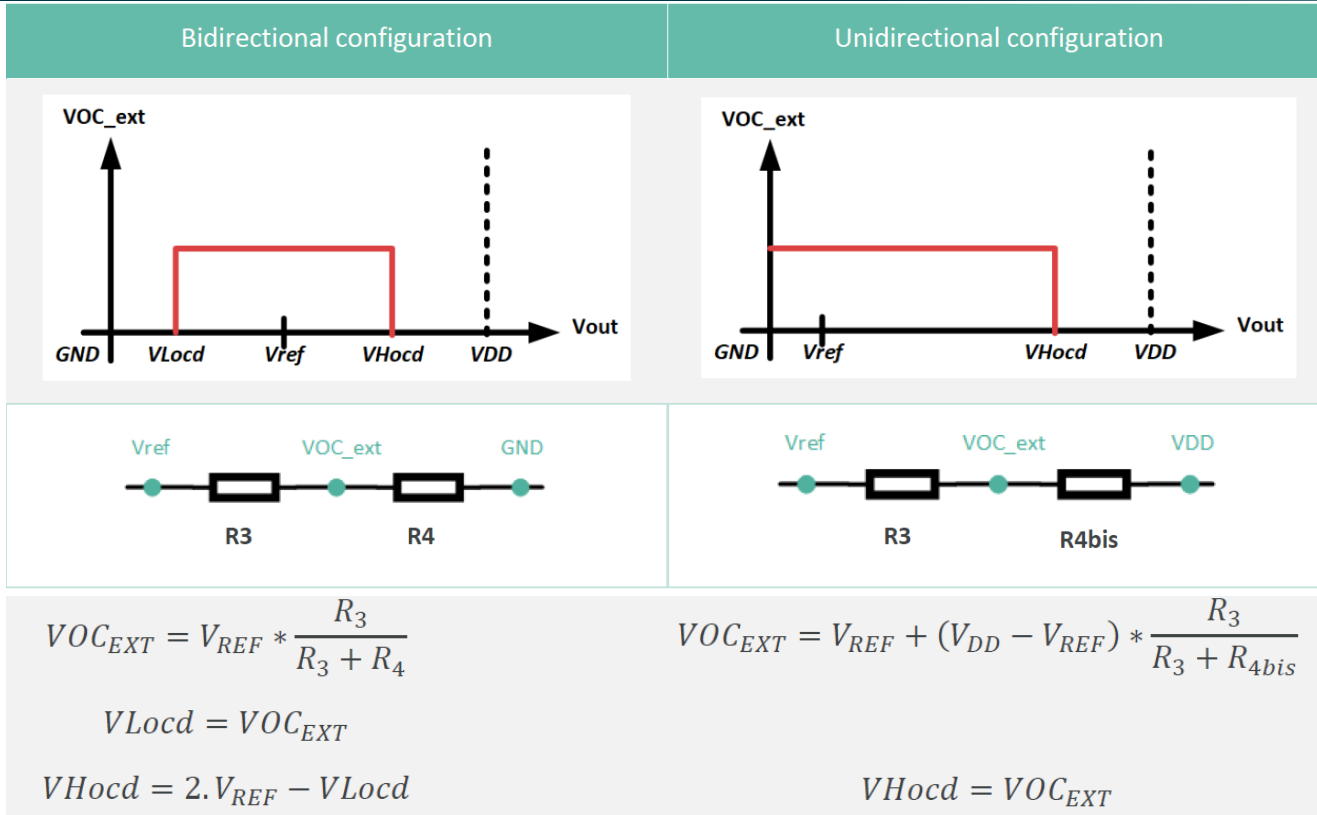 Bidirectional configuration
Unidirectional configuration
VOC_ext
GND VLocd Vref VHocd VDD Vout
VOC_ext
GND Vref VHocd VDD Vout
Vref VOC_ext GND
R3 R4
Vref VOC_ext VDD
R3 R4bis
VOC_EXT = V_REF * R_3 / (R_3 + R_4)
VLocd = VOC_EXT
VHocd = 2.V_REF − VLocd
VOC_EXT = V_REF + (V_DD − V_REF) * R_3 / (R_3 + R_4bis)
VHocd = VOC_EXT